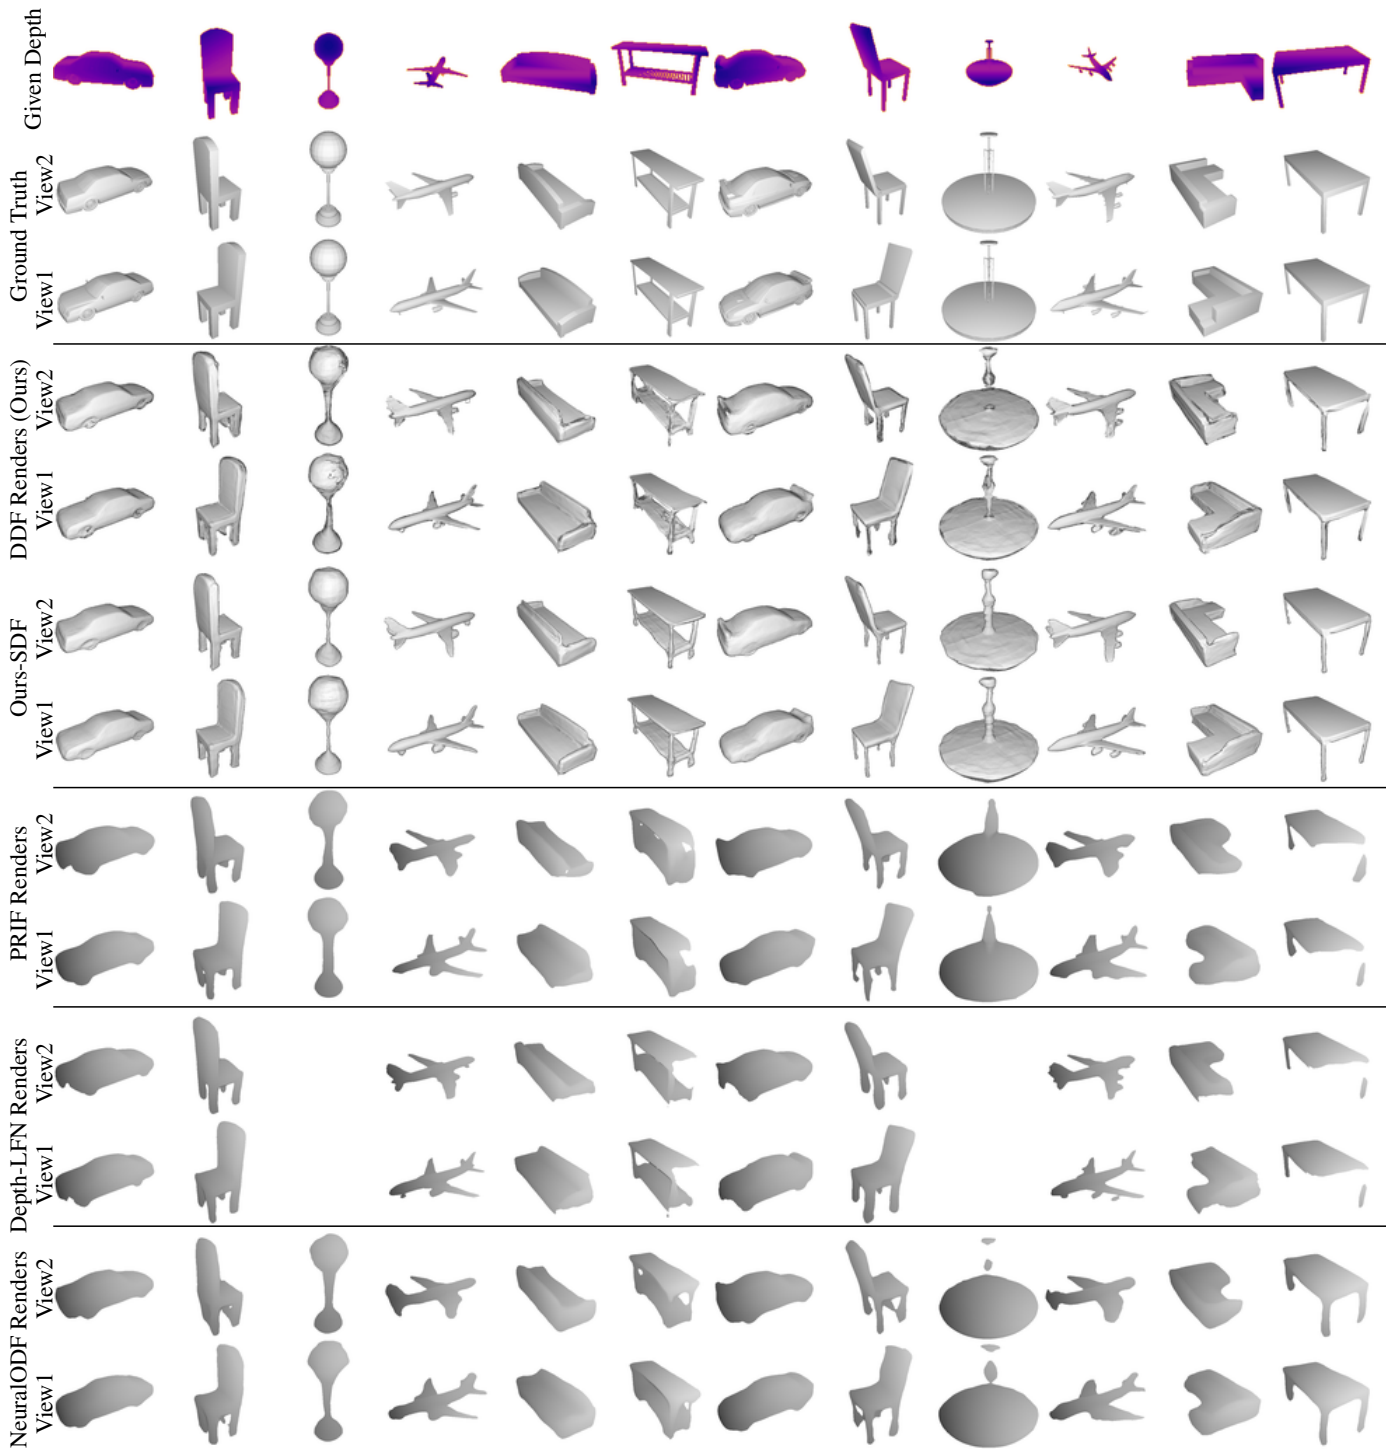 Given Depth
Ground Truth
View2
View1
DDF Renders (Ours)
View2
View1
Ours-SDF
View2
View1
PRIF Renders
View2
View1
Depth-LFN Renders
View2
View1
NeuralODF Renders
View2
View1